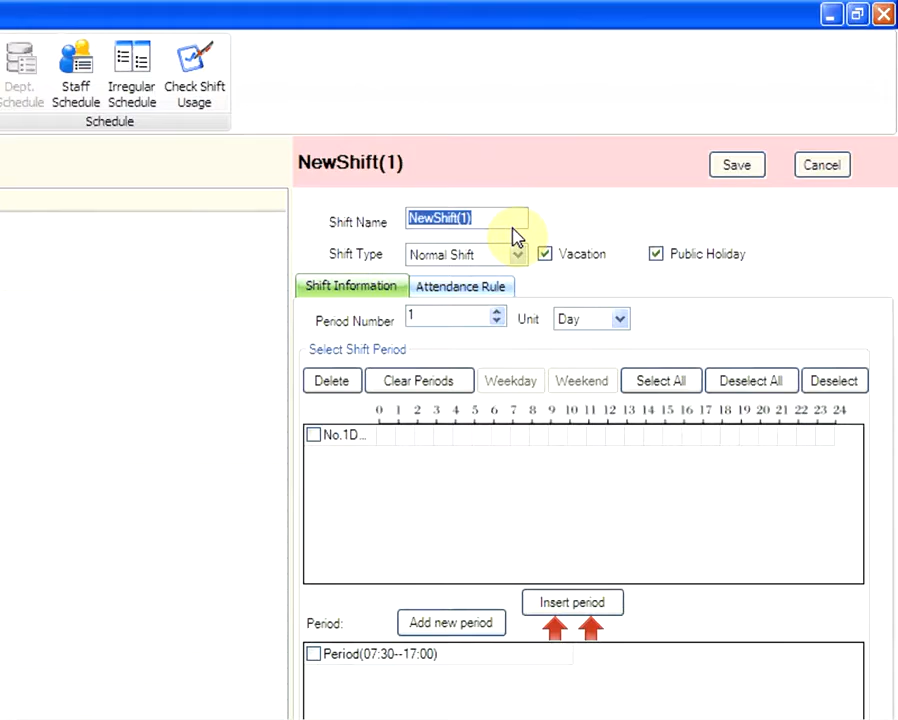 Dept. Schedule
Staff Schedule
Irregular Schedule
Check Shift Usage
Schedule
NewShift(1)
Save
Cancel
Shift Name
NewShift(1)
Shift Type
Normal Shift
Vacation
Public Holiday
Shift Information
Attendance Rule
Period Number
1
Unit
Day
Select Shift Period
Delete
Clear Periods
Weekday
Weekend
Select All
Deselect All
Deselect
0 1 2 3 4 5 6 7 8 9 10 11 12 13 14 15 16 17 18 19 20 21 22 23 24
No.1D...
Insert period
Period:
Add new period
Period(07:30--17:00)